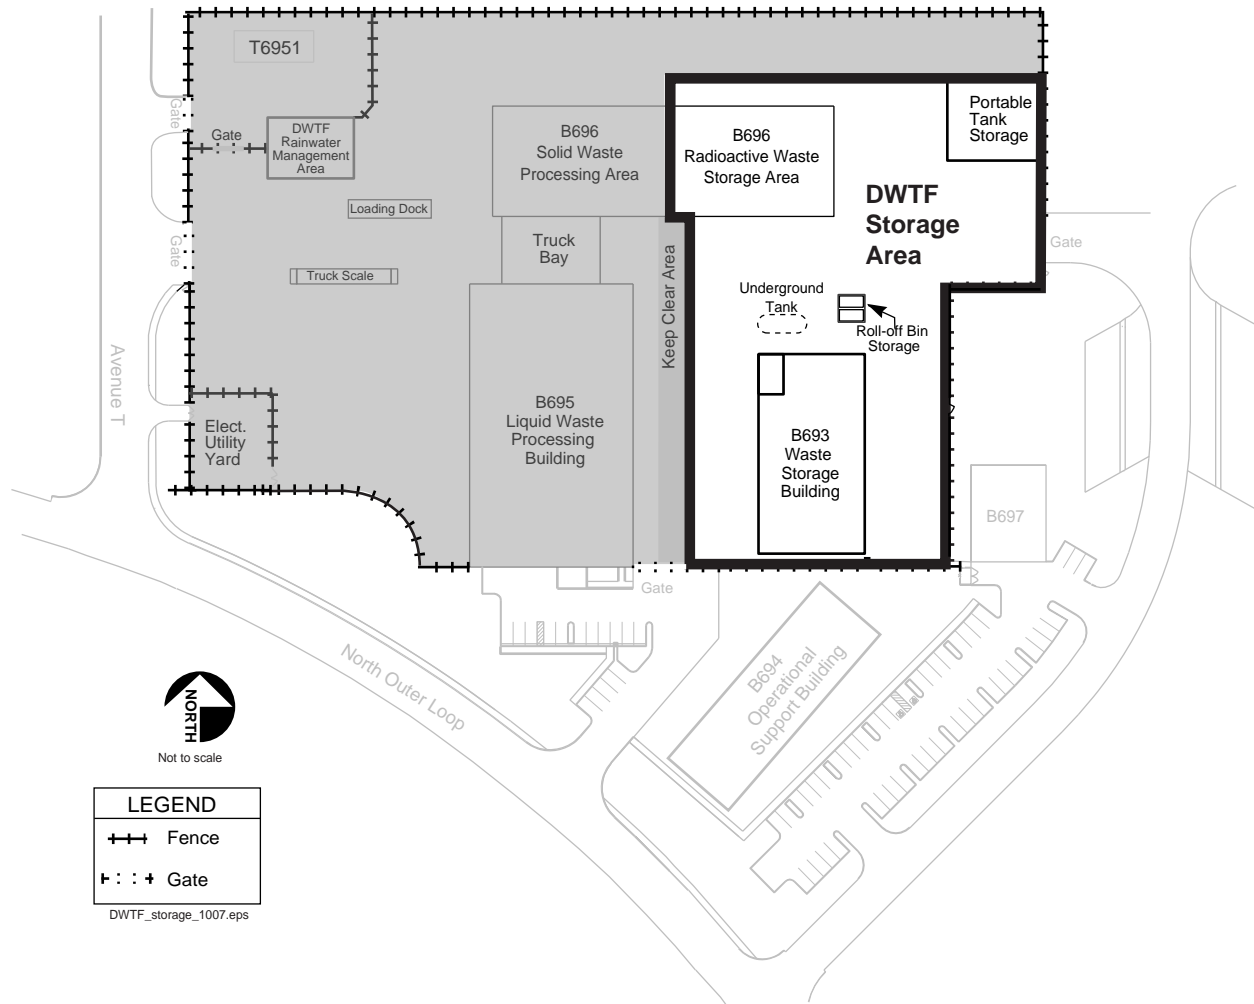 T6951
Gate
DWTF
Rainwater
Management
Area
Gate
Loading Dock
Truck Scale
Gate
B696
Solid Waste
Processing Area
Truck
Bay
Keep Clear Area
B696
Radioactive Waste
Storage Area
Portable
Tank
Storage
DWTF
Storage
Area
Gate
Underground
Tank
Roll-off Bin
Storage
Avenue T
Elect.
Utility
Yard
B695
Liquid Waste
Processing
Building
B693
Waste
Storage
Building
B697
Gate
North Outer Loop
B694
Operational
Support Building
NORTH
Not to scale
LEGEND
Fence
Gate
DWTF_storage_1007.eps